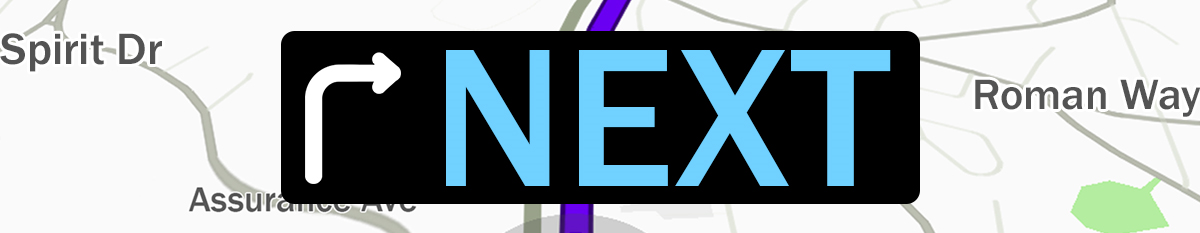 Spirit Dr
NEXT
Roman Way
Assurance Ave